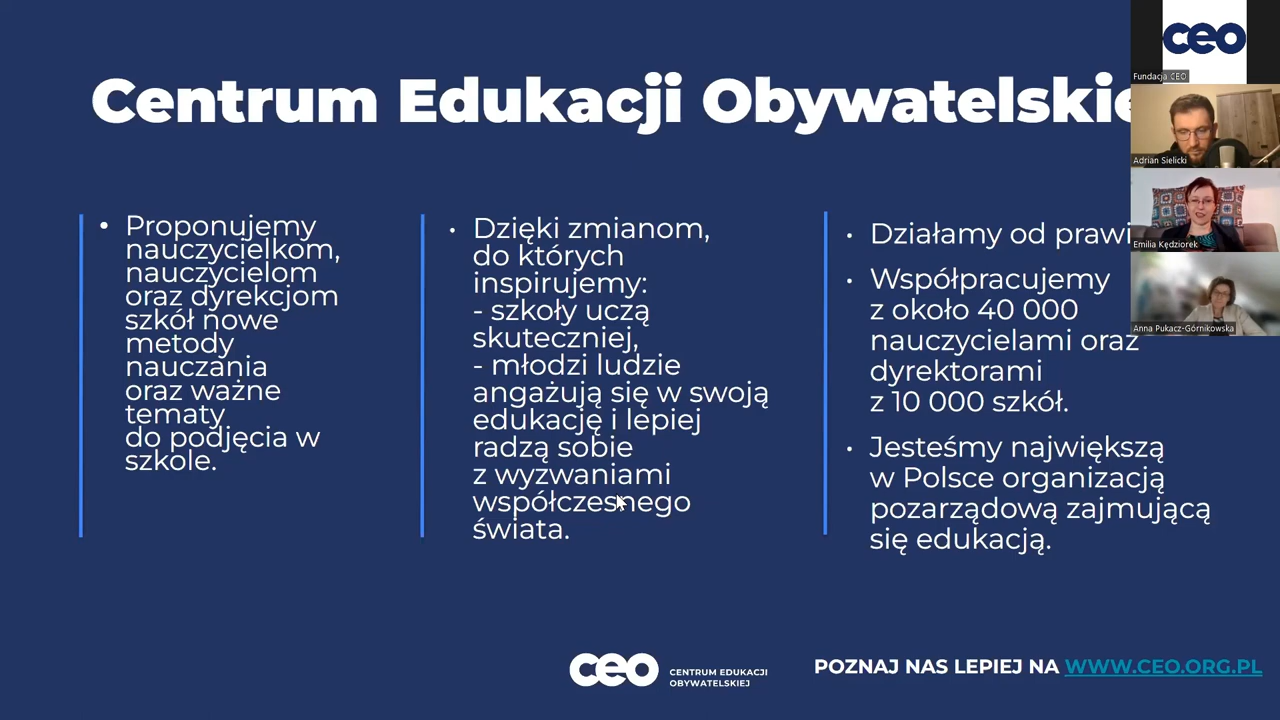 Centrum Edukacji Obywatelskie
Proponujemy
nauczycielkom,
nauczycielom
oraz dyrekcjom
szkół nowe
metody
nauczania
oraz ważne
tematy
do podjęcia w
szkole.
Dzięki zmianom,
do których
inspirujemy:
- szkoły uczą
skuteczniej,
- młodzi ludzie
angażują się w swoją
edukację i lepiej
radzą sobie
z wyzwaniami
współczesnego
świata.
Działamy od prawi
Współpracujemy
z około 40 000
nauczycielami oraz
dyrektorami
z 10 000 szkół.
Jesteśmy największą
w Polsce organizacją
pozarządową zajmującą
się edukacją.
ceo
Fundacja CEO
Adrian Sielicki
Emilia Kędziorek
Anna Pukacz-Górnikowska
ceo
CENTRUM EDUKACJI
OBYWATELSKIEJ
POZNAJ NAS LEPIEJ NA WWW.CEO.ORG.PL